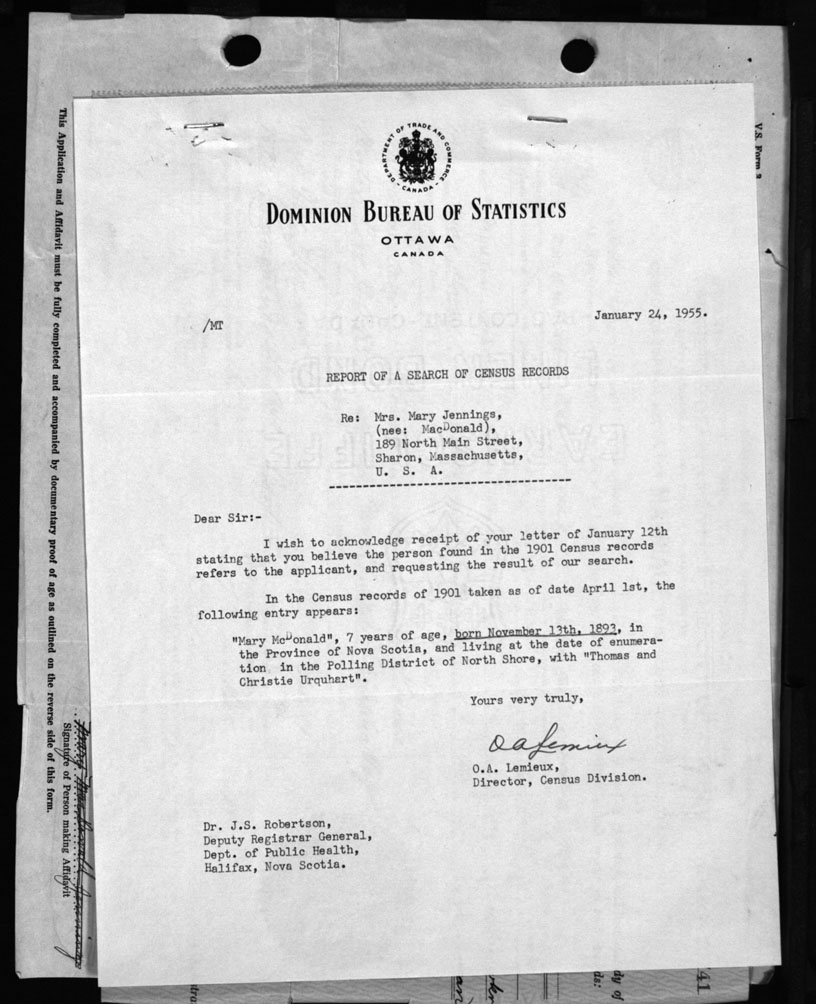 DEPARTMENT OF TRADE AND COMMERCE
- CANADA -
DOMINION BUREAU OF STATISTICS
OTTAWA
CANADA
January 24, 1955.
/MT
REPORT OF A SEARCH OF CENSUS RECORDS
Re: Mrs. Mary Jennings,
(nee: MacDonald),
189 North Main Street,
Sharon, Massachusetts,
U. S. A.
Dear Sir:-
I wish to acknowledge receipt of your letter of January 12th
stating that you believe the person found in the 1901 Census records
refers to the applicant, and requesting the result of our search.
In the Census records of 1901 taken as of date April 1st, the
following entry appears:
"Mary McDonald", 7 years of age, born November 13th, 1893, in
the Province of Nova Scotia, and living at the date of enumera-
tion in the Polling District of North Shore, with "Thomas and
Christie Urquhart".
Yours very truly,
O A Lemieux
O.A. Lemieux,
Director, Census Division.
Dr. J.S. Robertson,
Deputy Registrar General,
Dept. of Public Health,
Halifax, Nova Scotia.
This Application and Affidavit must be fully completed and accompanied by documentary proof of age as outlined on the reverse side of this form.
Mary MacDonald Jennings
Signature of Person making Affidavit
V.S. Form
41